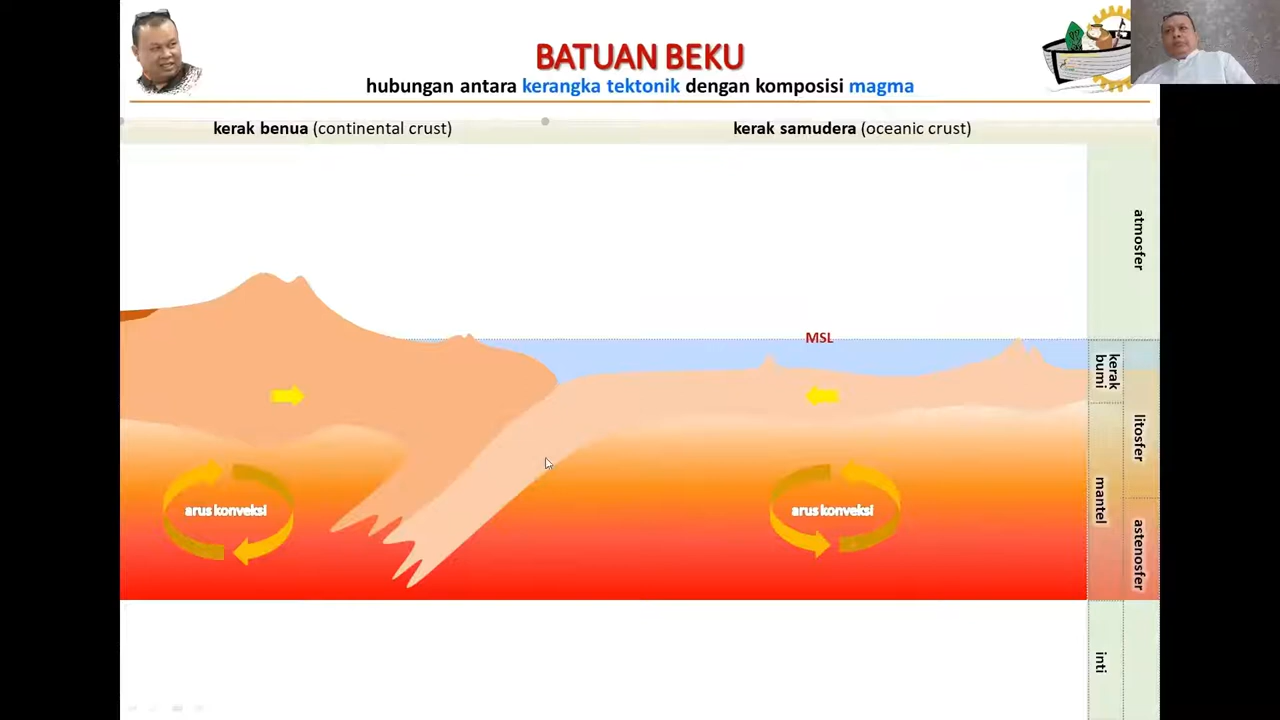 BATUAN BEKU
hubungan antara kerangka tektonik dengan komposisi magma
kerak benua (continental crust)
kerak samudera (oceanic crust)
atmosfer
MSL
kerak bumi
litosfer
mantel
arus konveksi
arus konveksi
astenosfer
inti